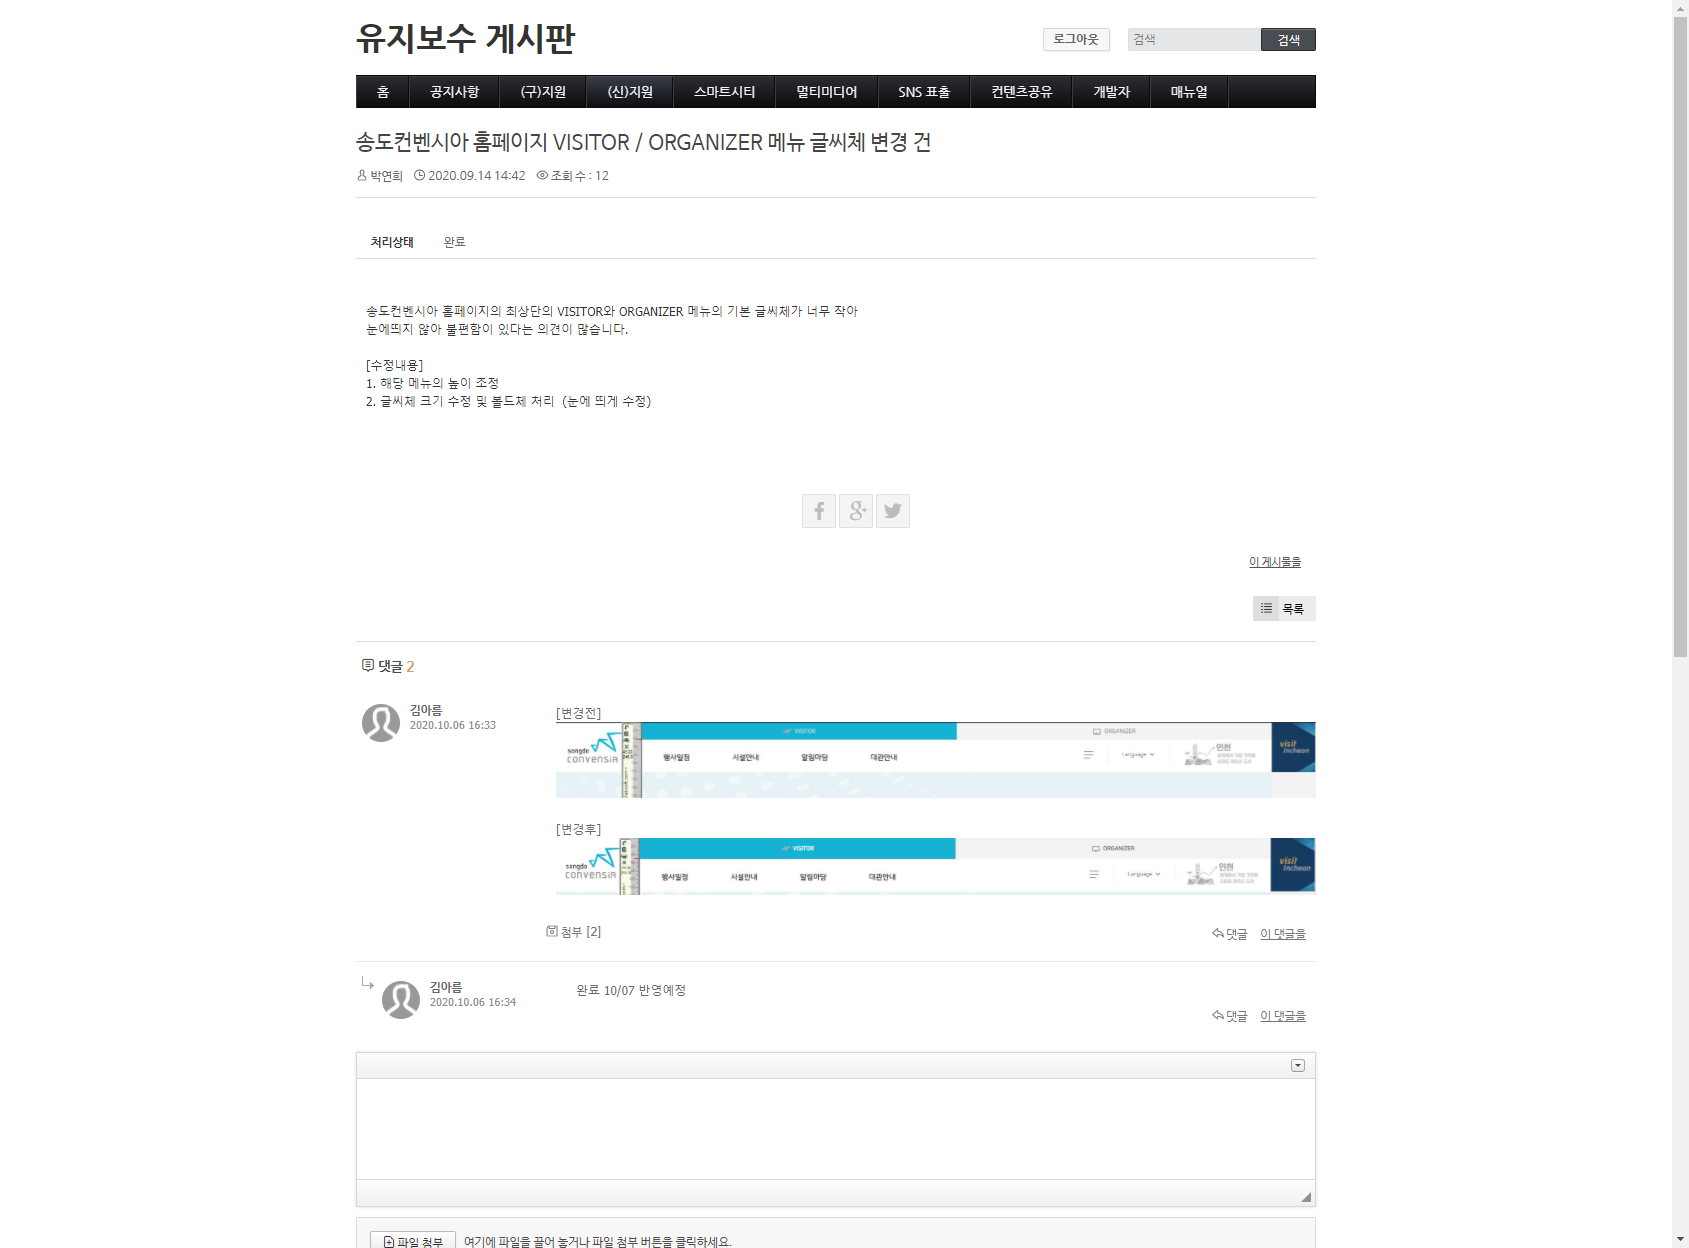 유지보수 게시판
로그아웃
검색
검색
홈 공지사항 (구)지원 (신)지원 스마트시티 멀티미디어 SNS 표출 컨텐츠공유 개발자 매뉴얼
송도컨벤시아 홈페이지 VISITOR / ORGANIZER 메뉴 글씨체 변경 건
박연희 2020.09.14 14:42 조회 수 : 12
처리상태 완료
송도컨벤시아 홈페이지의 최상단의 VISITOR와 ORGANIZER 메뉴의 기본 글씨체가 너무 작아
눈에띄지 않아 불편함이 있다는 의견이 많습니다.
[수정내용]
1. 해당 메뉴의 높이 조정
2. 글씨체 크기 수정 및 볼드체 처리 (눈에 띄게 수정)
이 게시물을
목록
댓글 2
김아름
2020.10.06 16:33
[변경전]
VISITOR ORGANIZER
songdo
convensia
행사일정 시설안내 알림마당 대관안내 Language 인천
visit
Incheon
[변경후]
VISITOR ORGANIZER
songdo
convensia
행사일정 시설안내 알림마당 대관안내 Language 인천
visit
Incheon
첨부 [2]
댓글 이 댓글을
김아름
2020.10.06 16:34
완료 10/07 반영예정
댓글 이 댓글을
파일 첨부 여기에 파일을 끌어 놓거나 파일 첨부 버튼을 클릭하세요.